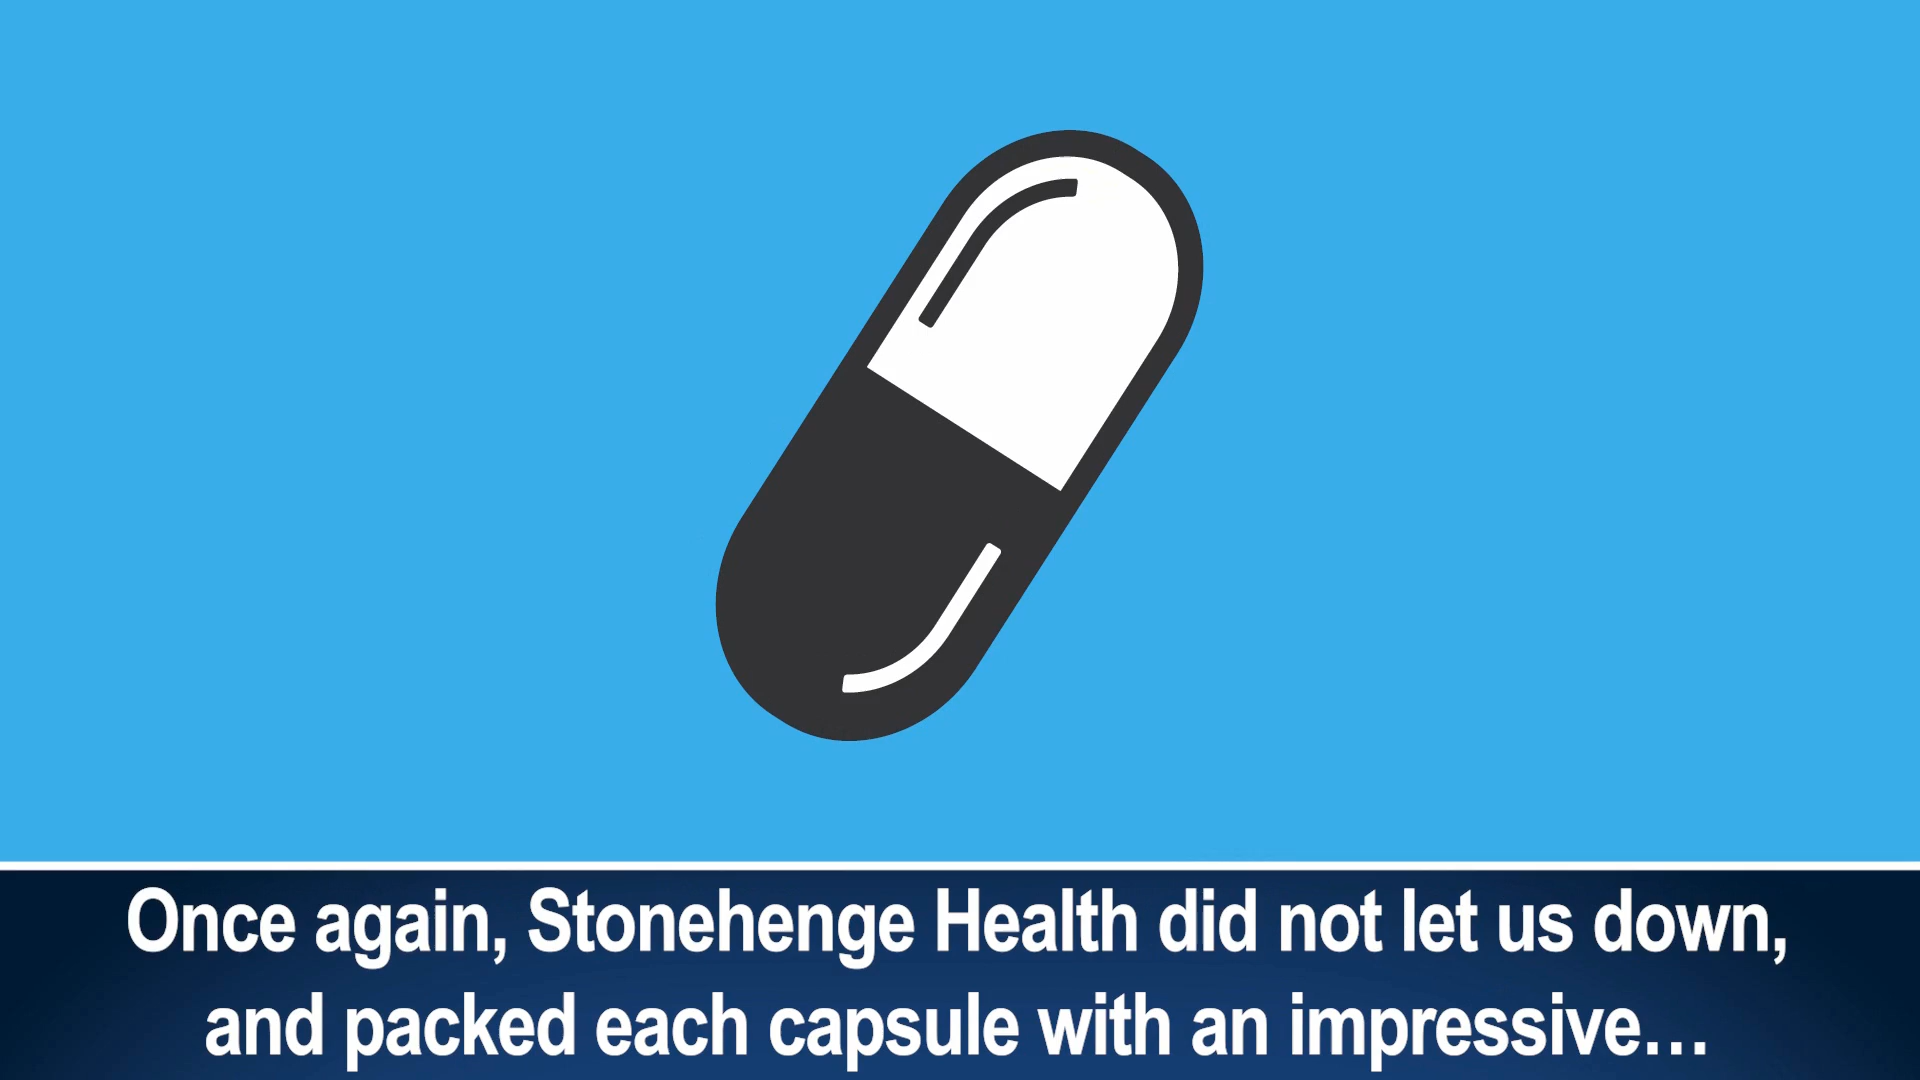 Once again, Stonehenge Health did not let us down,
and packed each capsule with an impressive…